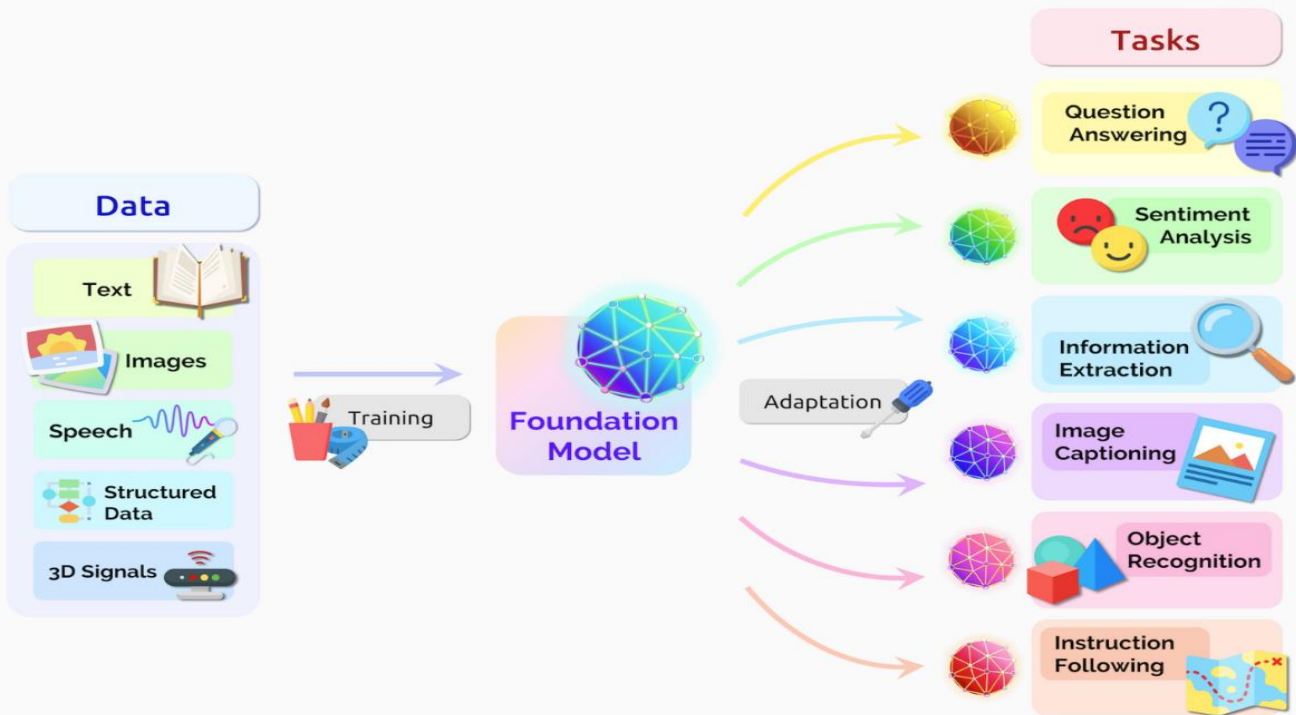 Data
Text
Images
Speech
Structured
Data
3D Signals
Training
Foundation
Model
Adaptation
Tasks
Question
Answering
?
Sentiment
Analysis
Information
Extraction
Image
Captioning
Object
Recognition
Instruction
Following